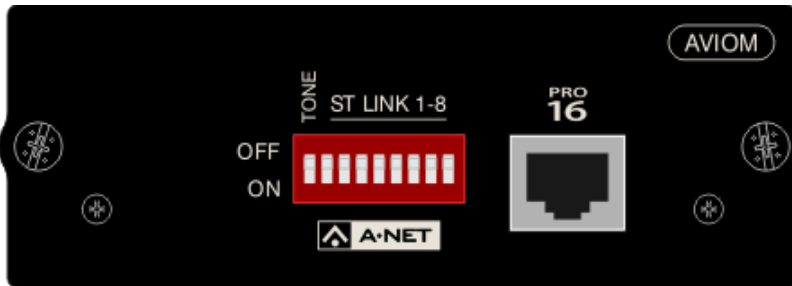 AVIOM
TONE
ST LINK 1-8
PRO
16
OFF
ON
A•NET